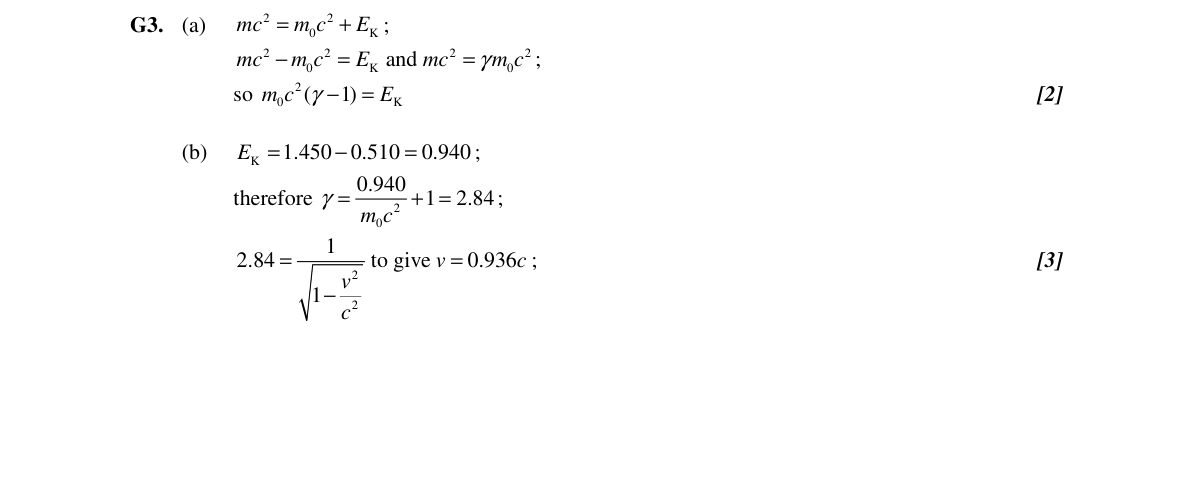 G3. (a) mc² = m₀c² + E_K ;
mc² − m₀c² = E_K and mc² = γm₀c² ;
so m₀c²(γ−1) = E_K [2]
(b) E_K = 1.450 − 0.510 = 0.940 ;
therefore γ = 0.940/m₀c² + 1 = 2.84 ;
2.84 = 1/√(1 − v²/c²) to give v = 0.936c ; [3]